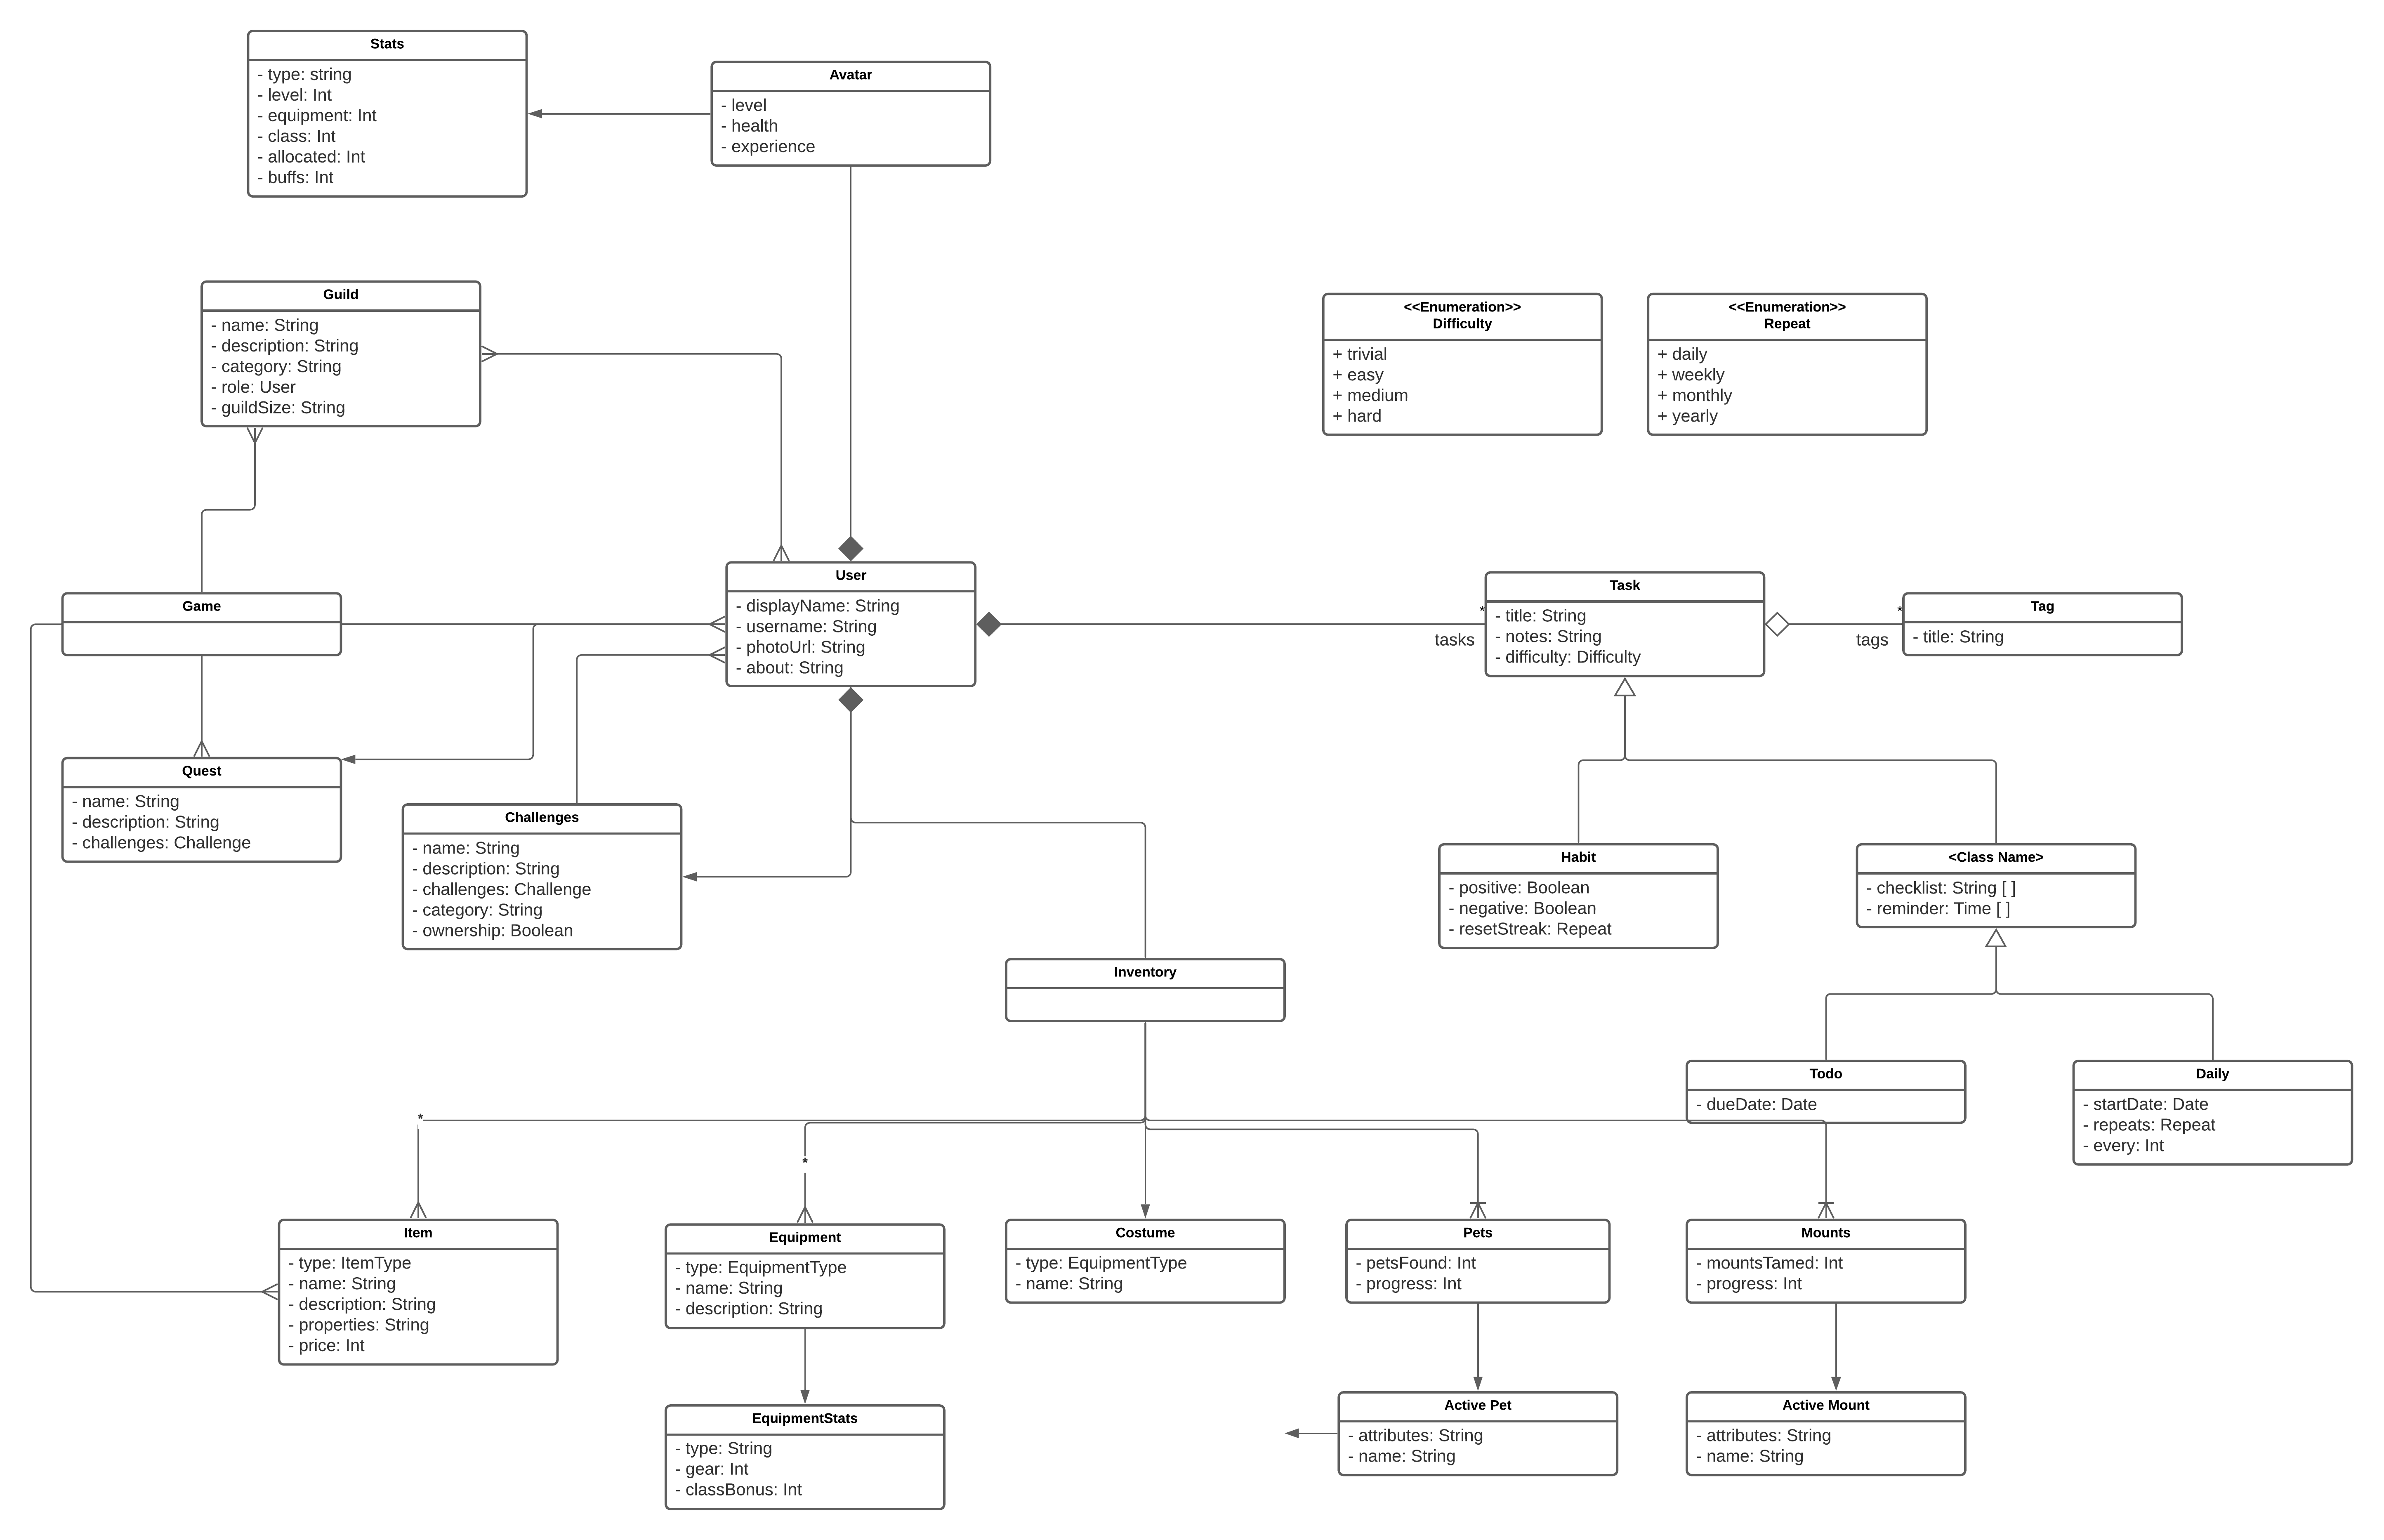 Stats
- type: string
- level: Int
- equipment: Int
- class: Int
- allocated: Int
- buffs: Int
Avatar
- level
- health
- experience
Guild
- name: String
- description: String
- category: String
- role: User
- guildSize: String
<<Enumeration>>
Difficulty
+ trivial
+ easy
+ medium
+ hard
<<Enumeration>>
Repeat
+ daily
+ weekly
+ monthly
+ yearly
Game
User
- displayName: String
- username: String
- photoUrl: String
- about: String
*
tasks
Task
- title: String
- notes: String
- difficulty: Difficulty
*
tags
Tag
- title: String
Quest
- name: String
- description: String
- challenges: Challenge
Challenges
- name: String
- description: String
- challenges: Challenge
- category: String
- ownership: Boolean
Habit
- positive: Boolean
- negative: Boolean
- resetStreak: Repeat
<Class Name>
- checklist: String [ ]
- reminder: Time [ ]
Inventory
Todo
- dueDate: Date
Daily
- startDate: Date
- repeats: Repeat
- every: Int
*
*
Item
- type: ItemType
- name: String
- description: String
- properties: String
- price: Int
Equipment
- type: EquipmentType
- name: String
- description: String
Costume
- type: EquipmentType
- name: String
Pets
- petsFound: Int
- progress: Int
Mounts
- mountsTamed: Int
- progress: Int
EquipmentStats
- type: String
- gear: Int
- classBonus: Int
Active Pet
- attributes: String
- name: String
Active Mount
- attributes: String
- name: String